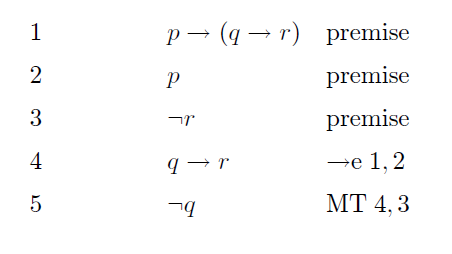 1 p → (q → r) premise
2 p premise
3 ¬r premise
4 q → r →e 1, 2
5 ¬q MT 4, 3